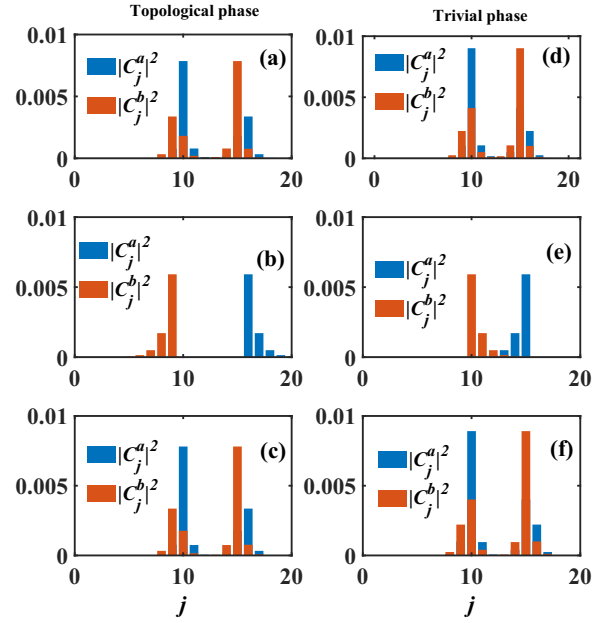 Topological phase
Trivial phase
0.01
0.005
0
0 10 20
|C_j^a|^2
|C_j^b|^2
(a)
0.01
0.005
0
0 10 20
|C_j^a|^2
|C_j^b|^2
(d)
0.01
0.005
0
0 10 20
|C_j^a|^2
|C_j^b|^2
(b)
0.01
0.005
0
0 10 20
|C_j^a|^2
|C_j^b|^2
(e)
0.01
0.005
0
0 10 20
|C_j^a|^2
|C_j^b|^2
(c)
j
0.01
0.005
0
0 10 20
|C_j^a|^2
|C_j^b|^2
(f)
j